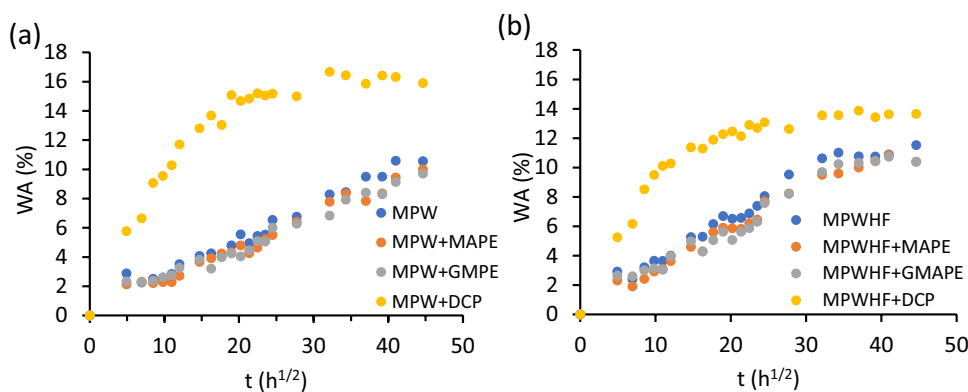 (a)
WA (%)
18
16
14
12
10
8
6
4
2
0
MPW
MPW+MAPE
MPW+GMPE
MPW+DCP
0 10 20 30 40 50
t (h1/2)
(b)
WA (%)
18
16
14
12
10
8
6
4
2
0
MPWHF
MPWHF+MAPE
MPWHF+GMAPE
MPWHF+DCP
0 10 20 30 40 50
t (h1/2)